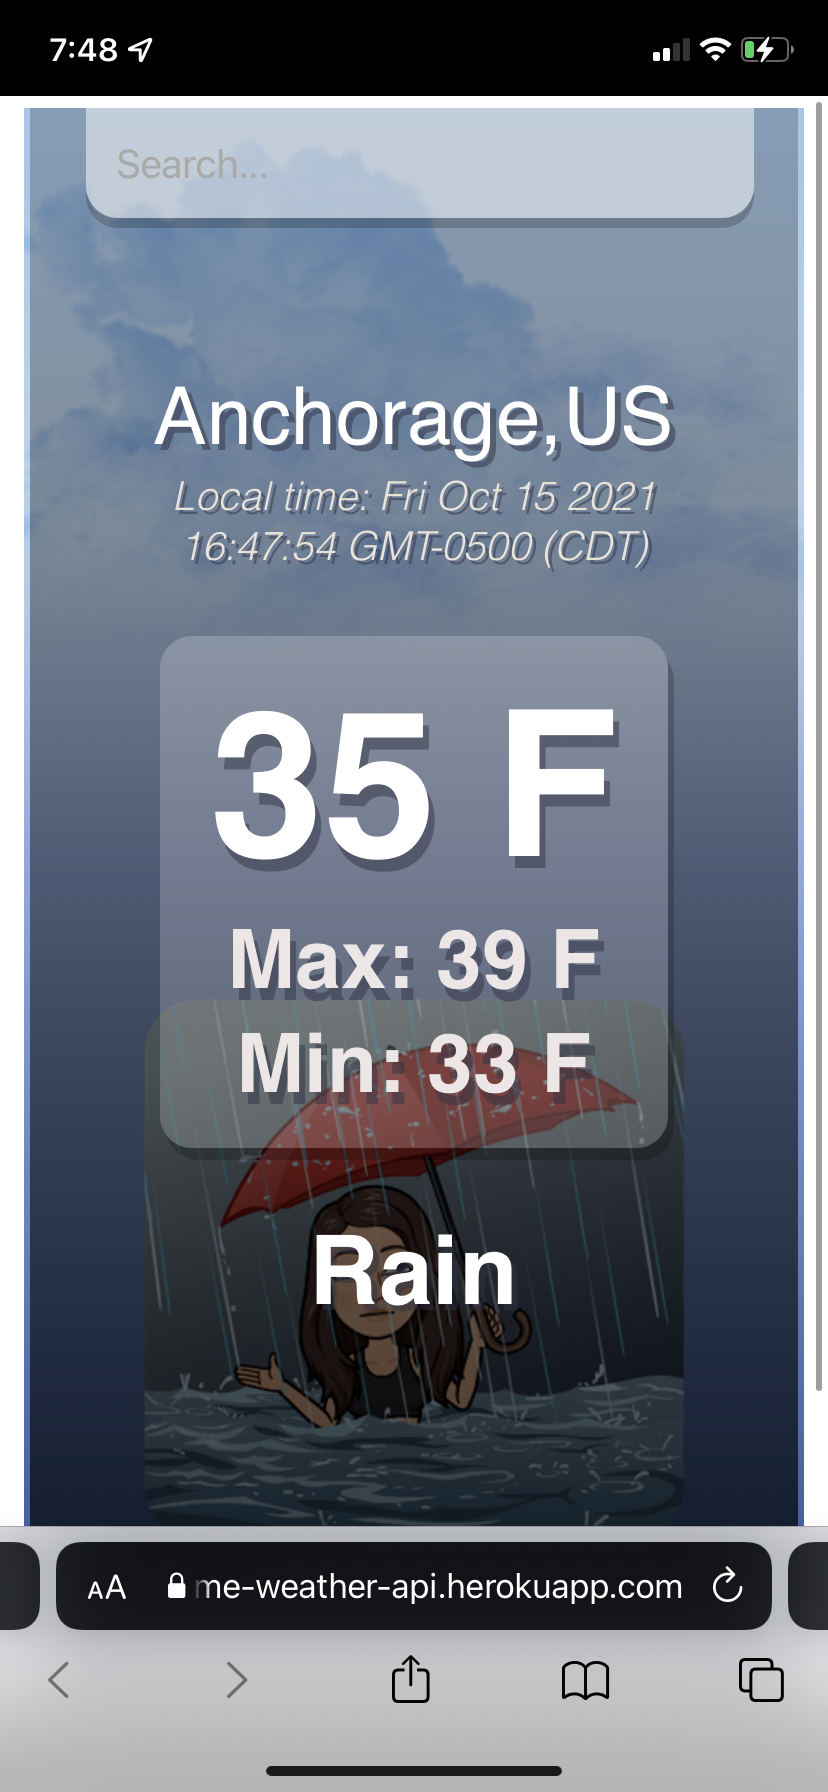 7:48
Search...
Anchorage,US
Local time: Fri Oct 15 2021
16:47:54 GMT-0500 (CDT)
35 F
Max: 39 F
Min: 33 F
Rain
AA me-weather-api.herokuapp.com